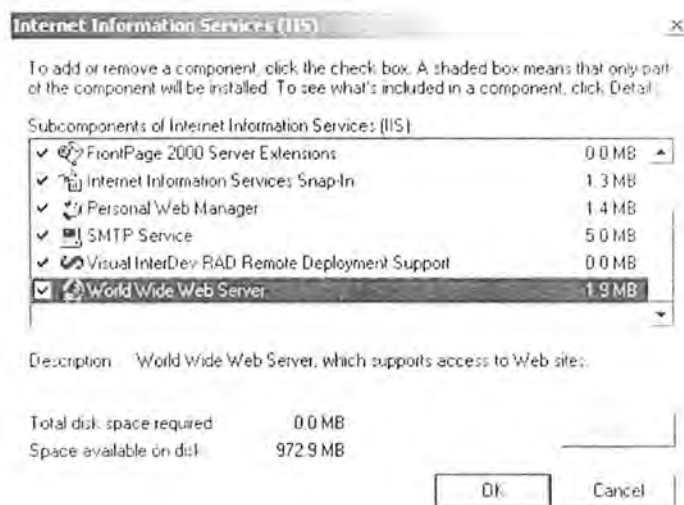 Internet Information Services (IIS)
To add or remove a component, click the check box. A shaded box means that only part
of the component will be installed. To see what's included in a component, click Detail
Subcomponents of Internet Information Services (IIS)
FrontPage 2000 Server Extensions 0.0 MB
Internet Information Services Snap-In 1.3 MB
Personal Web Manager 1.4 MB
SMTP Service 5.0 MB
Visual InterDev RAD Remote Deployment Support 0.0 MB
World Wide Web Server 1.9 MB
Description World Wide Web Server, which supports access to Web sites
Total disk space required 0.0 MB
Space available on disk 972.9 MB
OK Cancel